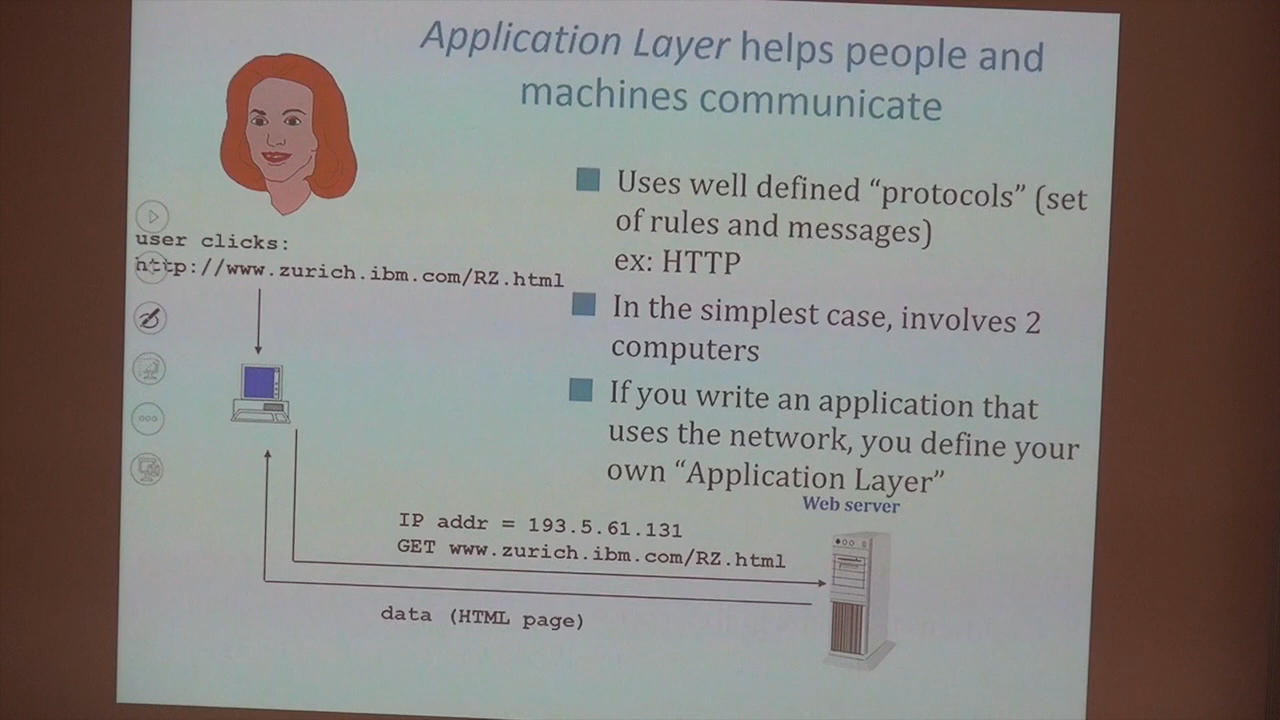 Application Layer helps people and
machines communicate
Uses well defined “protocols” (set
of rules and messages)
ex: HTTP
In the simplest case, involves 2
computers
If you write an application that
uses the network, you define your
own “Application Layer”
user clicks:
http://www.zurich.ibm.com/RZ.html
Web server
IP addr = 193.5.61.131
GET www.zurich.ibm.com/RZ.html
data (HTML page)